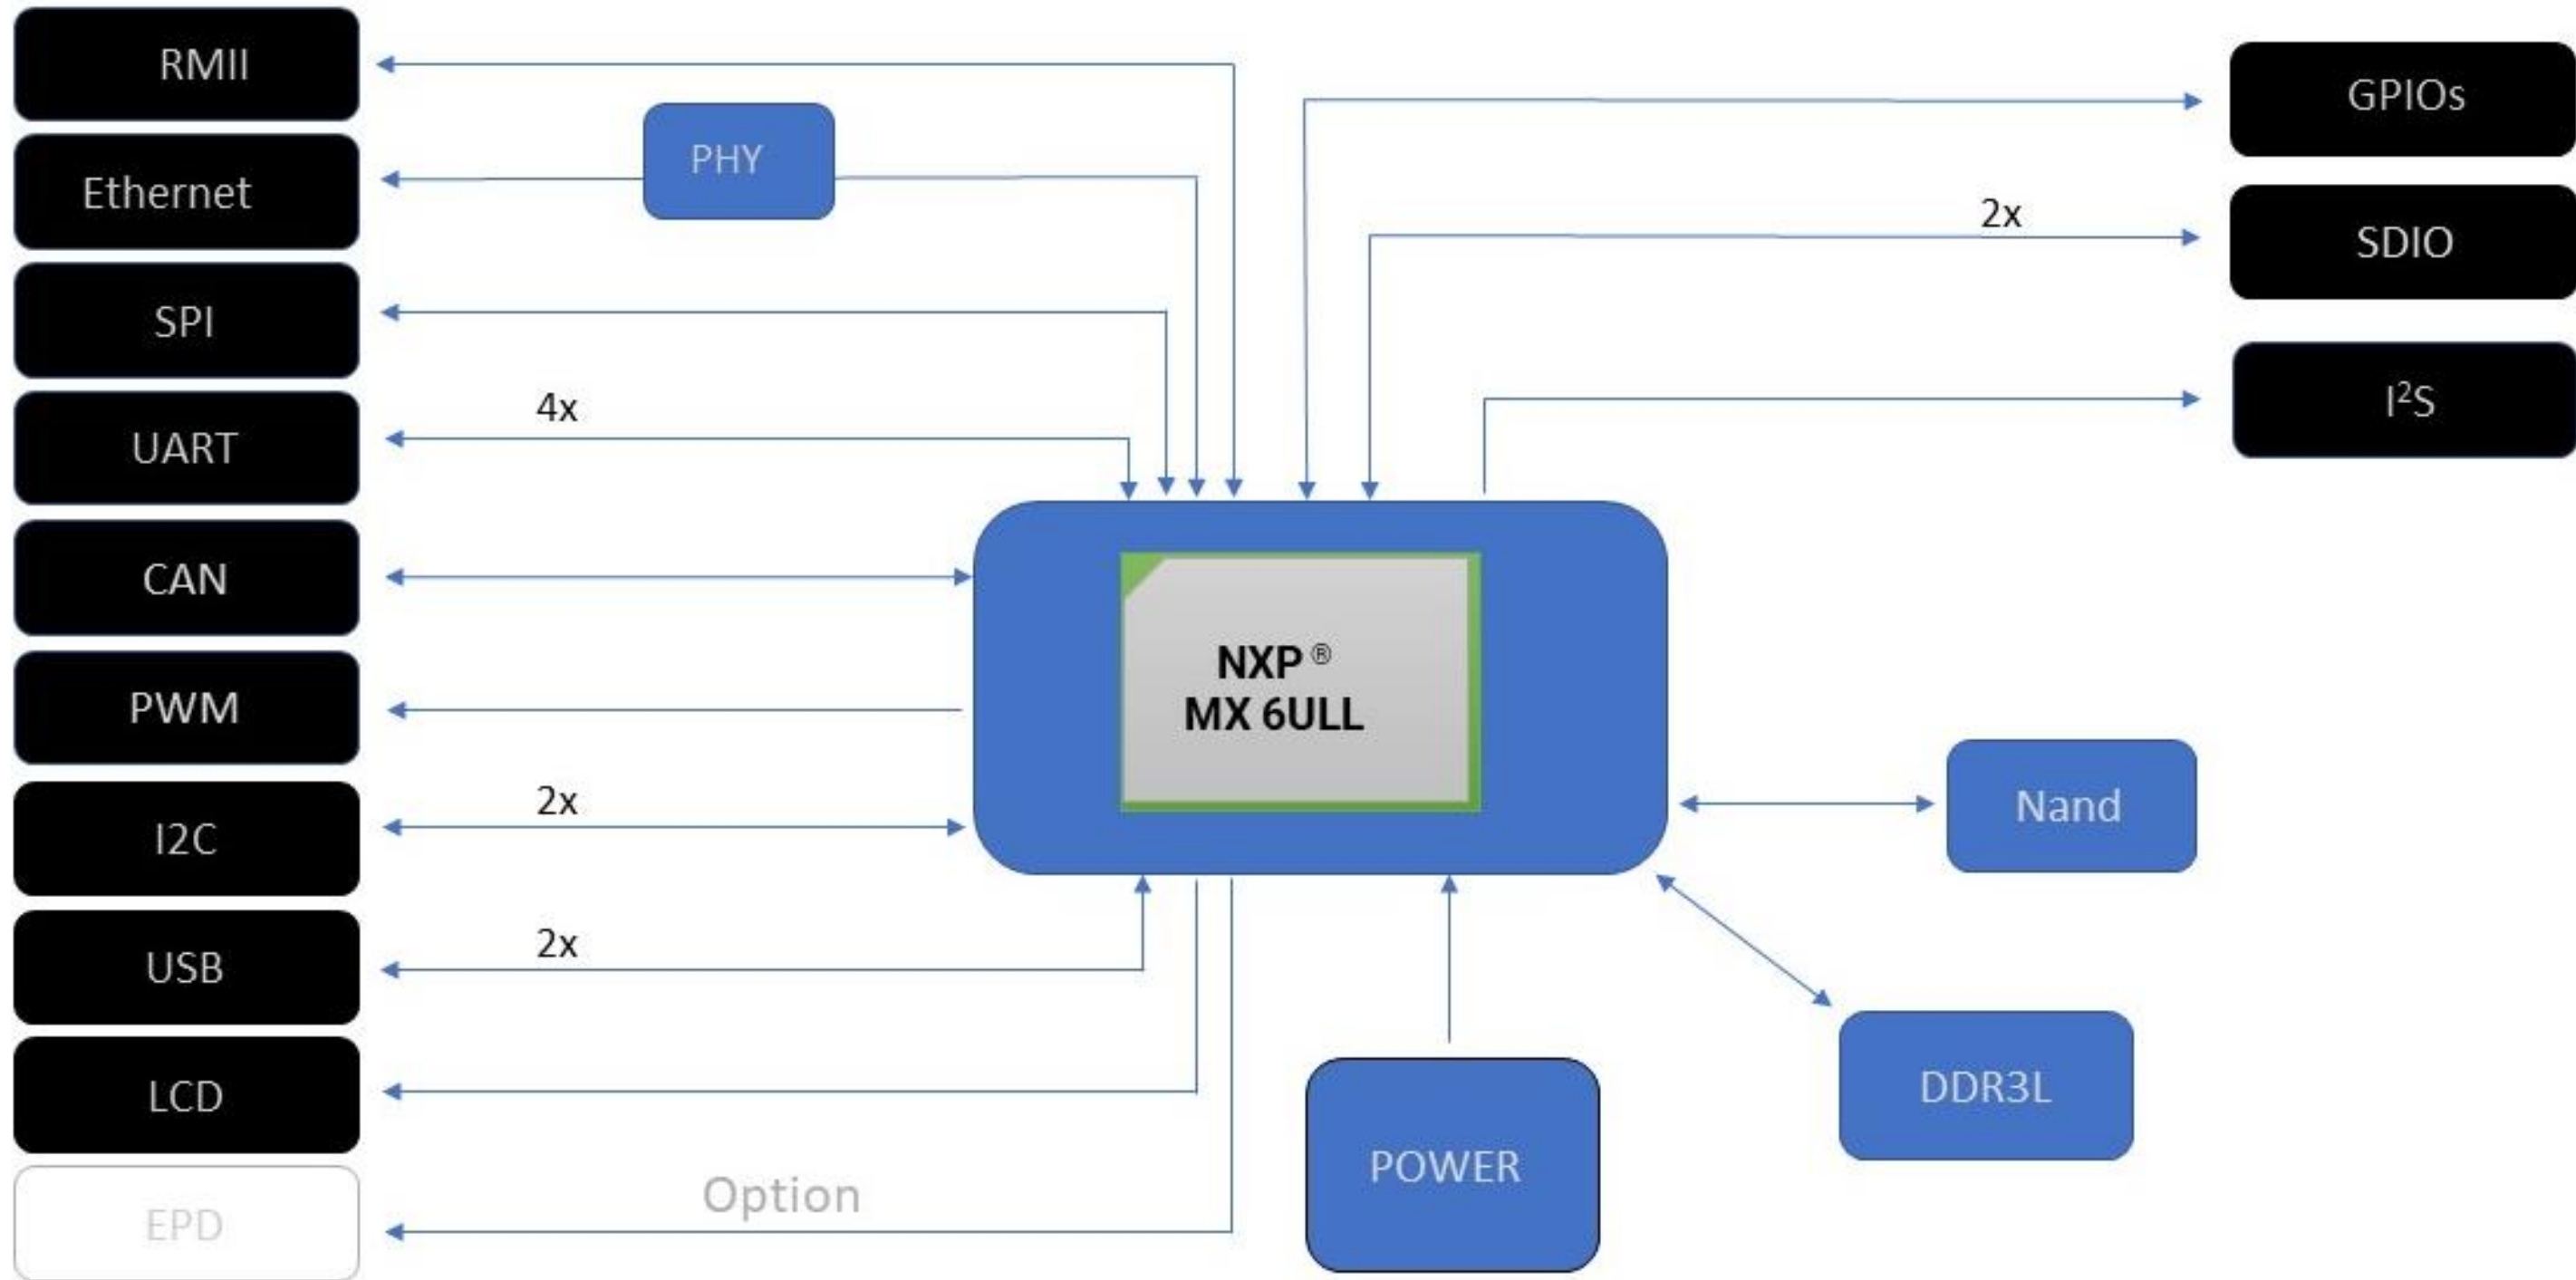 RMII
Ethernet
SPI
UART
CAN
PWM
I2C
USB
LCD
EPD
PHY
4x
2x
2x
Option
NXP ®
MX 6ULL
POWER
GPIOs
2x
SDIO
I²S
Nand
DDR3L